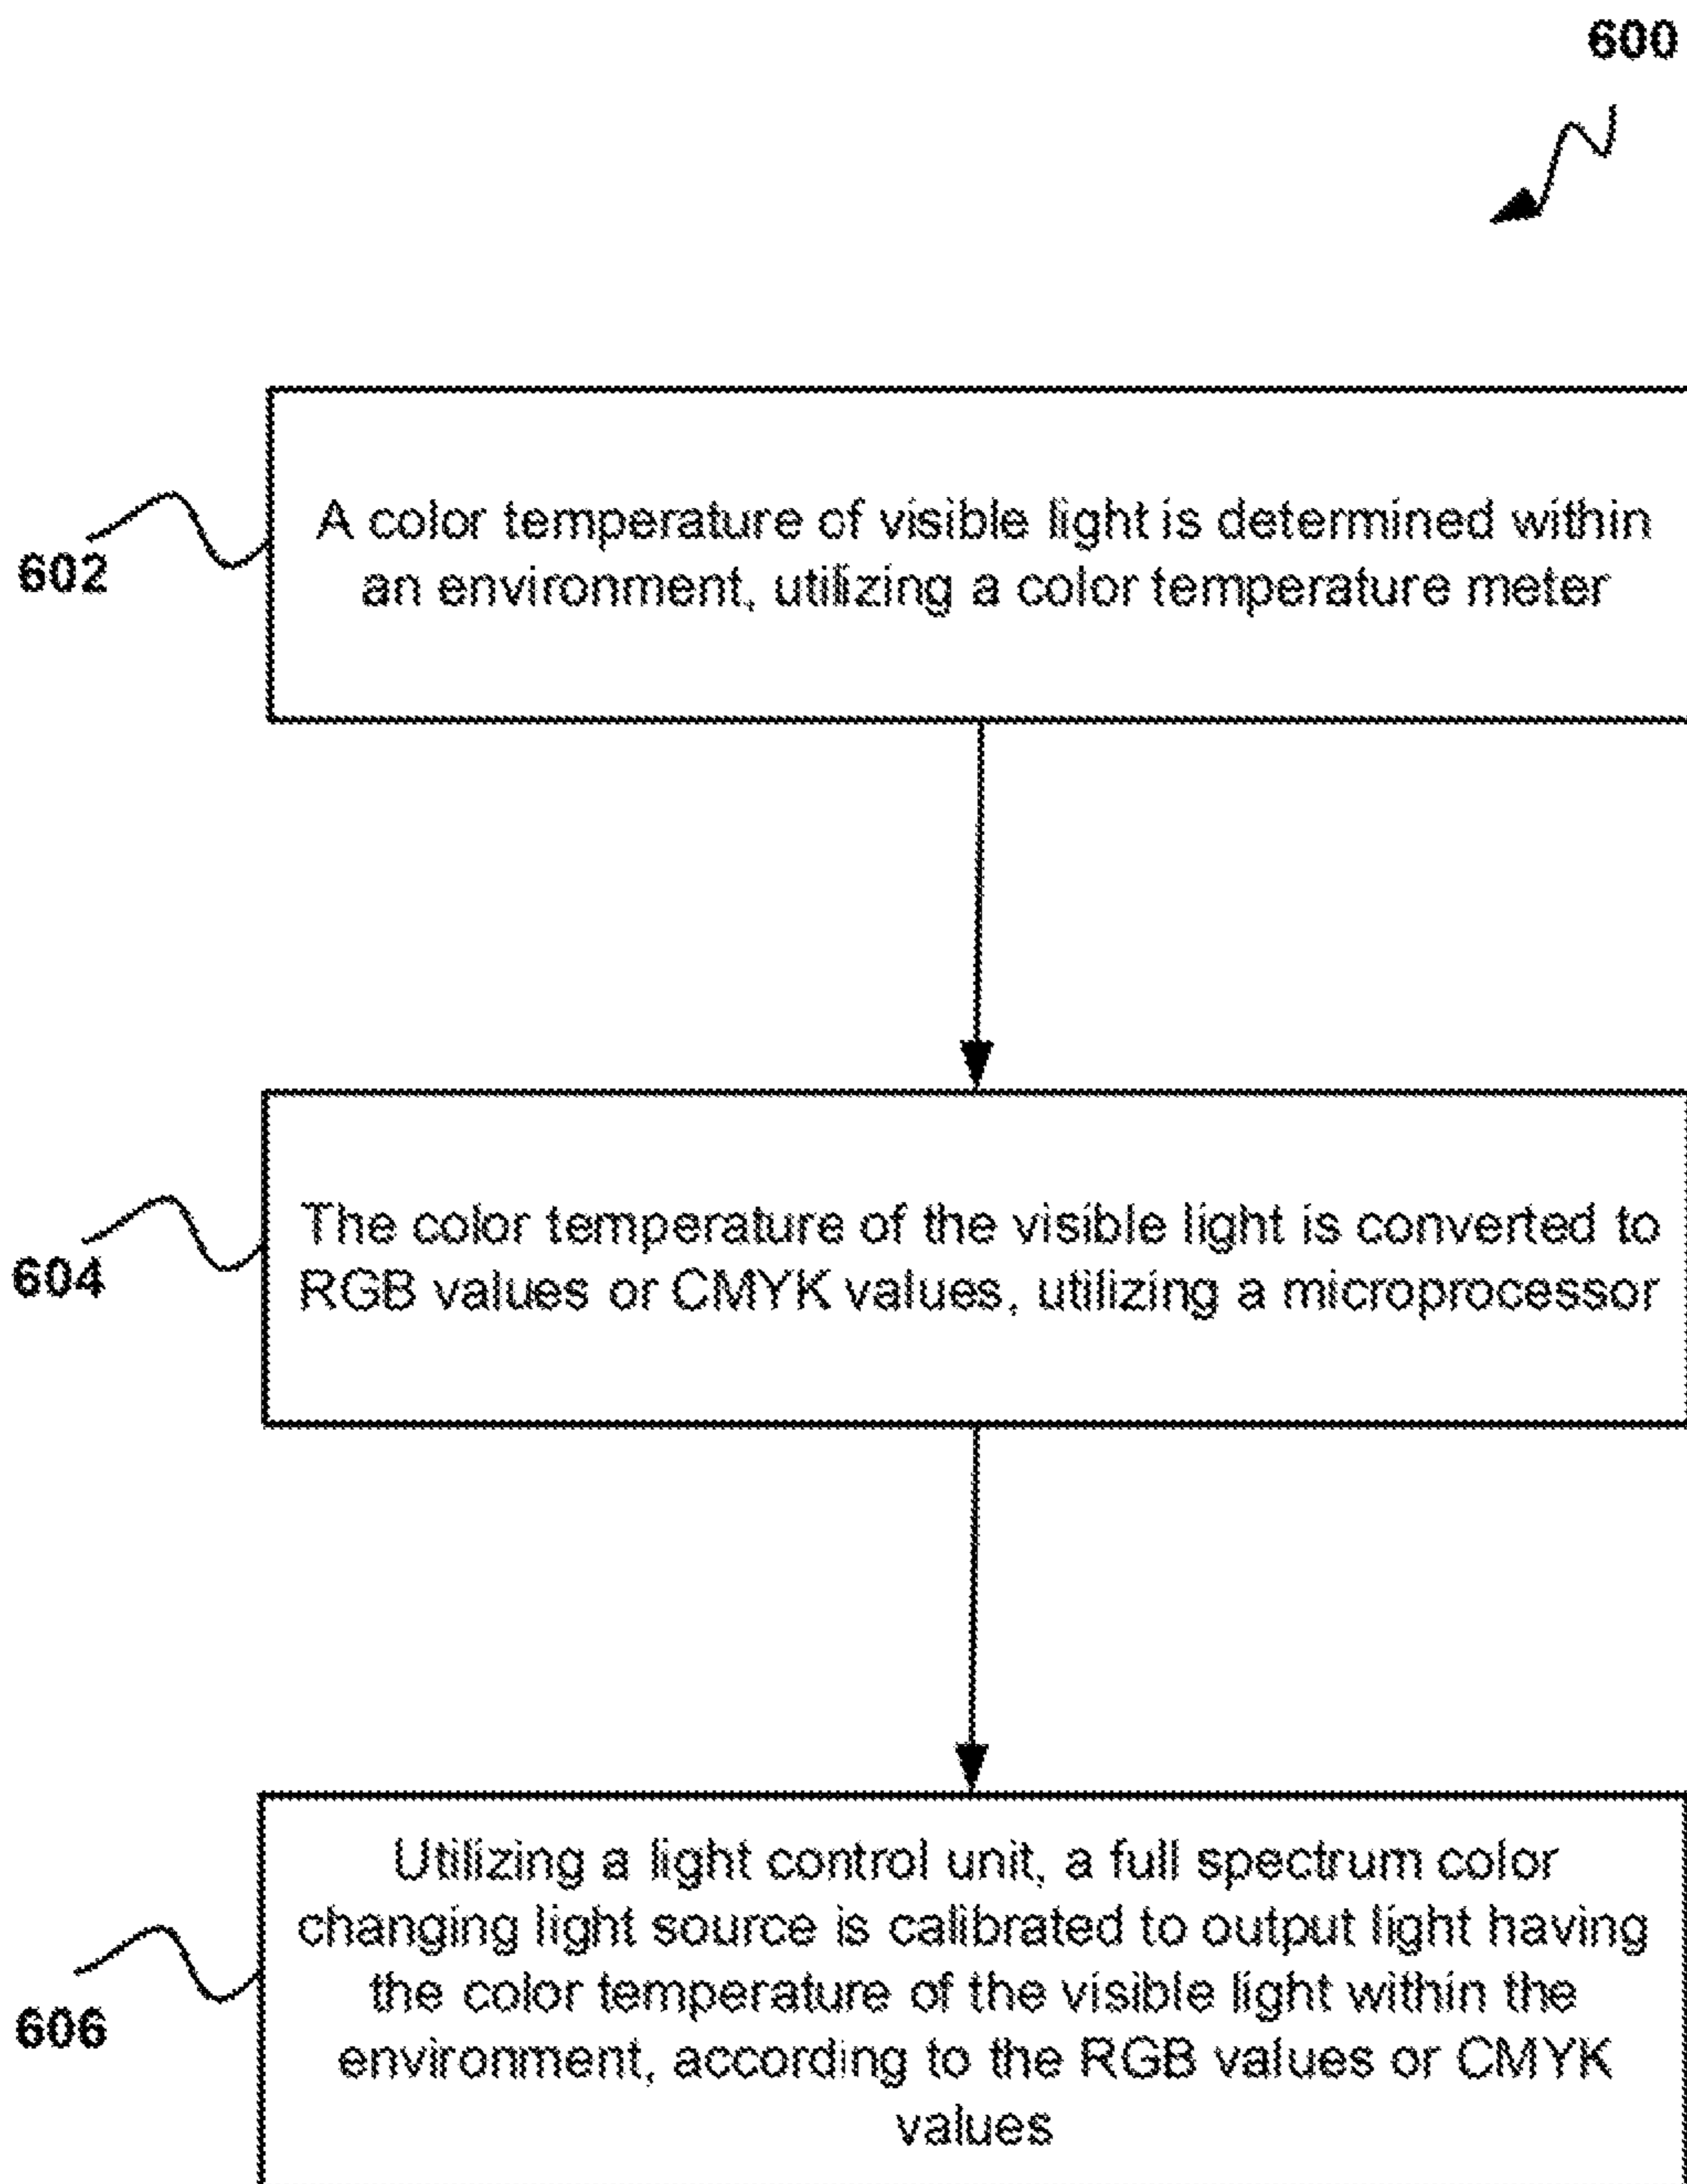 600
602
A color temperature of visible light is determined within
an environment, utilizing a color temperature meter
604
The color temperature of the visible light is converted to
RGB values or CMYK values, utilizing a microprocessor
606
Utilizing a light control unit, a full spectrum color
changing light source is calibrated to output light having
the color temperature of the visible light within the
environment, according to the RGB values or CMYK
values